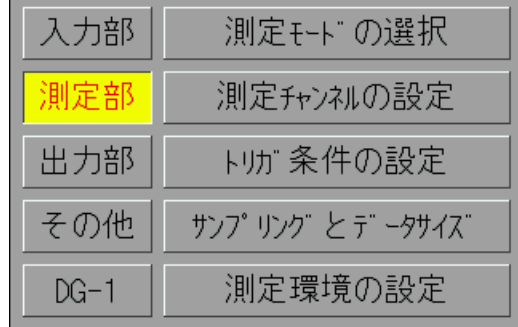 入力部 測定ﾓｰﾄﾞの選択
測定部 測定ﾁｬﾝﾈﾙの設定
出力部 ﾄﾘｶﾞ条件の設定
その他 ｻﾝﾌﾟﾘﾝｸﾞとﾃﾞｰﾀｻｲｽﾞ
DG-1 測定環境の設定